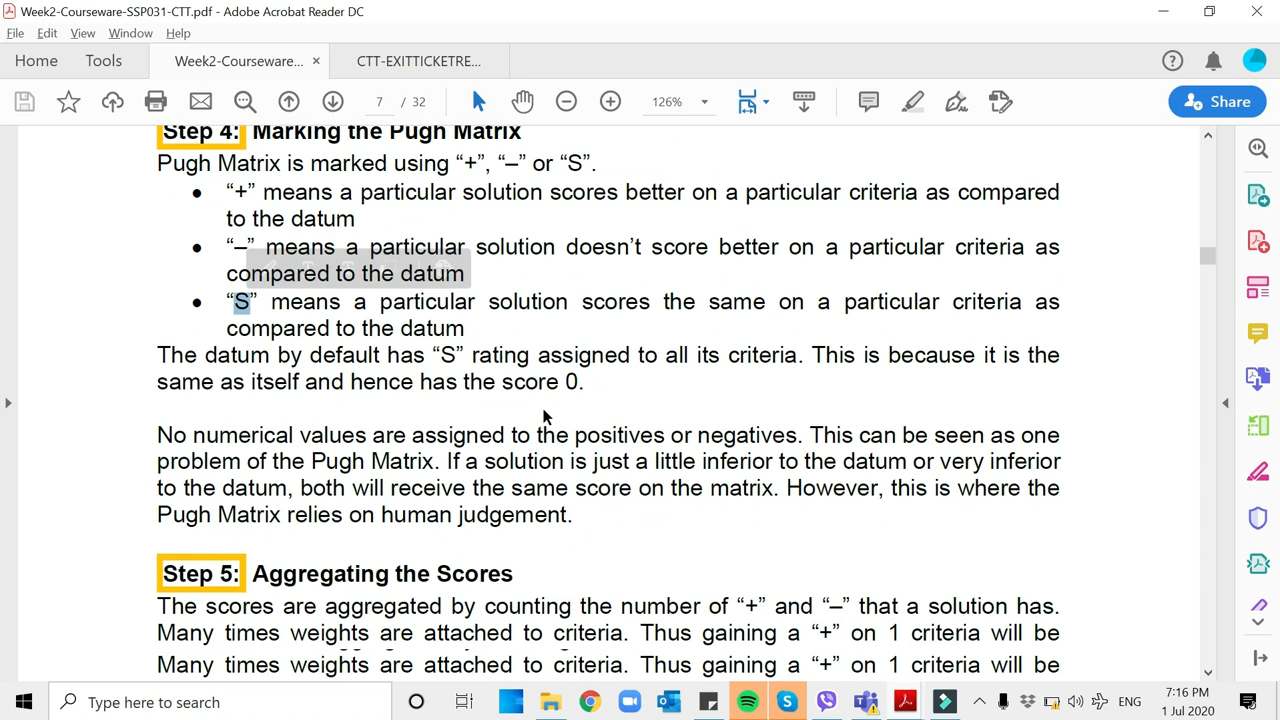 Week2-Courseware-SSP031-CTT.pdf - Adobe Acrobat Reader DC
File Edit View Window Help
Home Tools Week2-Courseware... × CTT-EXITTICKETRE...
7 / 32 126% Share
Step 4: Marking the Pugh Matrix
Pugh Matrix is marked using “+”, “–” or “S”.
• “+” means a particular solution scores better on a particular criteria as compared
to the datum
• “–” means a particular solution doesn’t score better on a particular criteria as
compared to the datum
• “S” means a particular solution scores the same on a particular criteria as
compared to the datum
The datum by default has “S” rating assigned to all its criteria. This is because it is the
same as itself and hence has the score 0.
No numerical values are assigned to the positives or negatives. This can be seen as one
problem of the Pugh Matrix. If a solution is just a little inferior to the datum or very inferior
to the datum, both will receive the same score on the matrix. However, this is where the
Pugh Matrix relies on human judgement.
Step 5: Aggregating the Scores
The scores are aggregated by counting the number of “+” and “–” that a solution has.
Many times weights are attached to criteria. Thus gaining a “+” on 1 criteria will be
Many times weights are attached to criteria. Thus gaining a “+” on 1 criteria will be
Type here to search
ENG
7:16 PM
1 Jul 2020